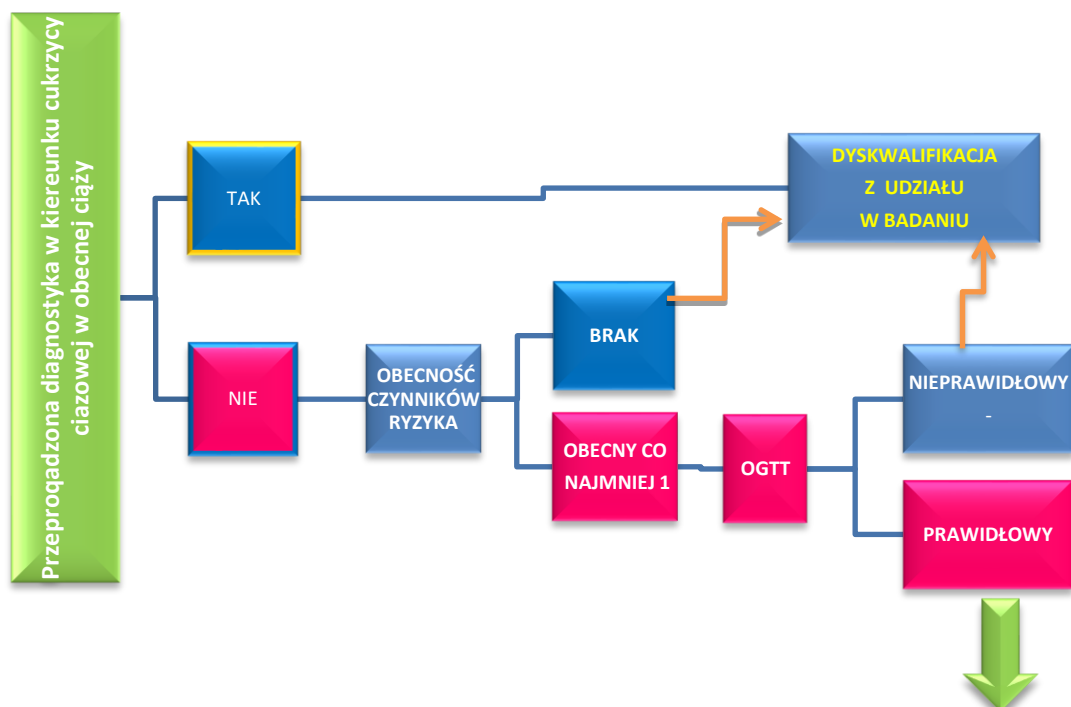 Przeproqadzona diagnostyka w kiereunku cukrzycy
ciazowej w obecnej ciąży
TAK
DYSKWALIFIKACJA
Z UDZIAŁU
W BADANIU
NIE
OBECNOŚĆ
CZYNNIKÓW
RYZYKA
BRAK
OBECNY CO
NAJMNIEJ 1
OGTT
NIEPRAWIDŁOWY
-
PRAWIDŁOWY